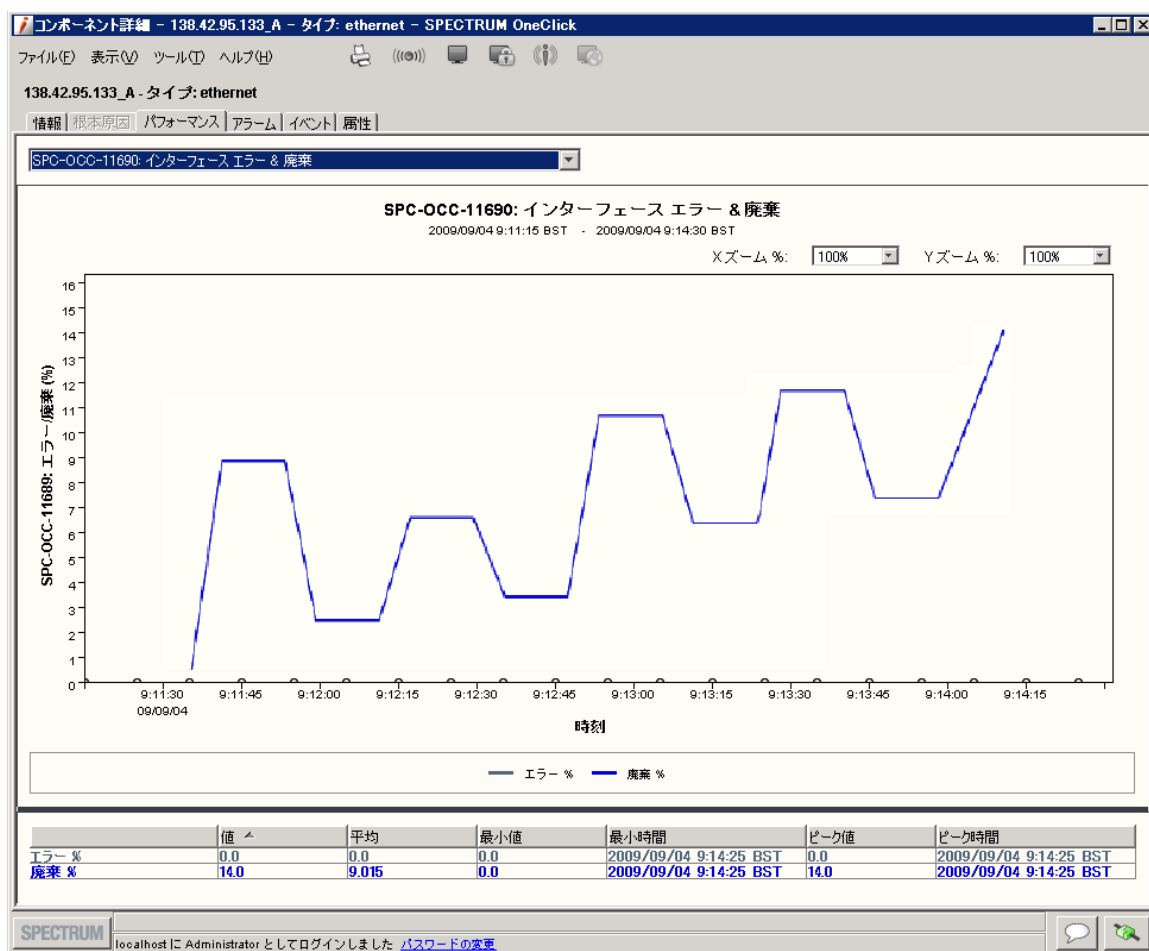 コンポーネント詳細 - 138.42.95.133_A - タイプ: ethernet - SPECTRUM OneClick
ファイル(F) 表示(V) ツール(T) ヘルプ(H)
138.42.95.133_A - タイプ: ethernet
情報 根本原因 パフォーマンス アラーム イベント 属性
SPC-OCC-11690: インターフェース エラー & 廃棄
SPC-OCC-11690: インターフェース エラー & 廃棄
2009/09/04 9:11:15 BST - 2009/09/04 9:14:30 BST
X ズーム %: 100% Y ズーム %: 100%
SPC-OCC-11689: エラー/廃棄 (%)
16
15
14
13
12
11
10
9
8
7
6
5
4
3
2
1
0
9:11:30 9:11:45 9:12:00 9:12:15 9:12:30 9:12:45 9:13:00 9:13:15 9:13:30 9:13:45 9:14:00 9:14:15
09/09/04
時刻
エラー % 廃棄 %
値 平均 最小値 最小時間 ピーク値 ピーク時間
エラー % 0.0 0.0 0.0 2009/09/04 9:14:25 BST 0.0 2009/09/04 9:14:25 BST
廃棄 % 14.0 9.015 0.0 2009/09/04 9:14:25 BST 14.0 2009/09/04 9:14:25 BST
SPECTRUM
localhost に Administrator としてログインしました パスワードの変更